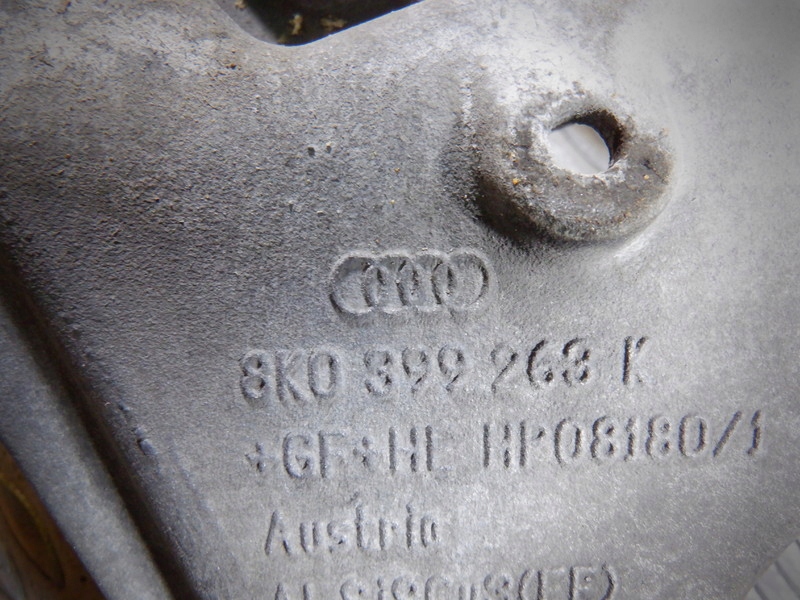 8K0 399 263 K
+GF+HL HP08180/1
Austria